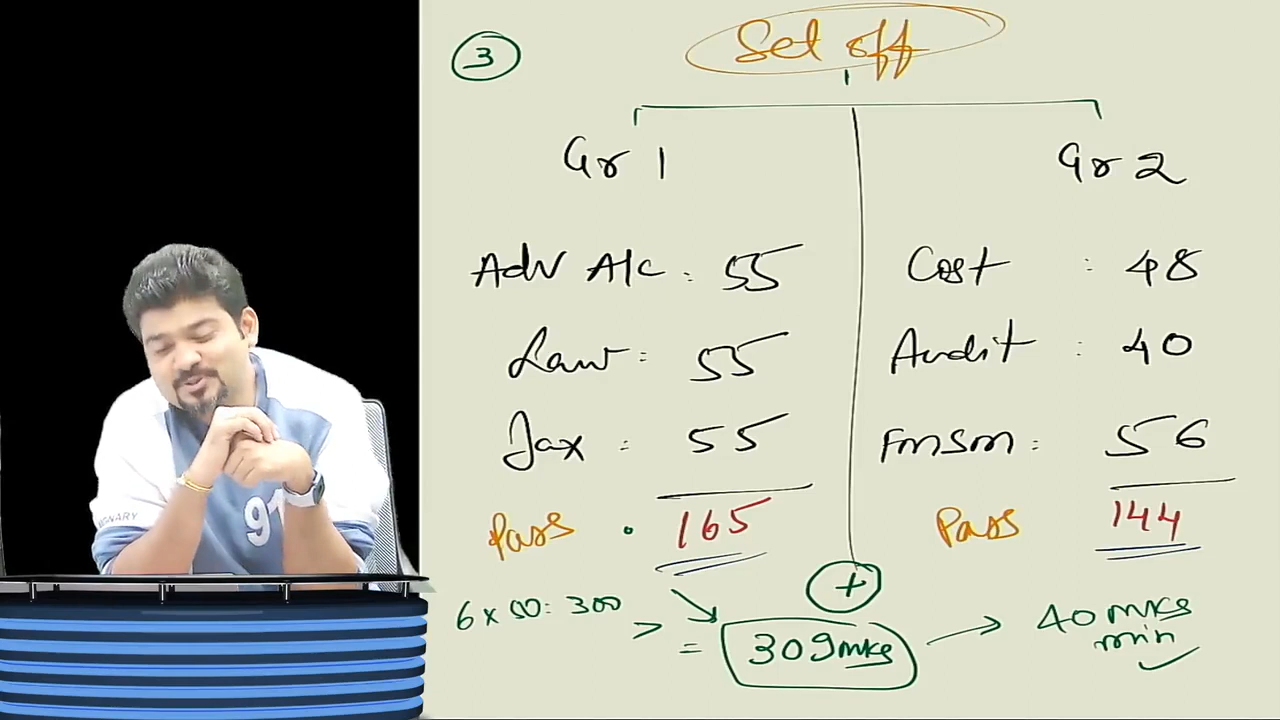 3
Set off
Gr 1
Adv A/c : 55
Law : 55
Tax : 55
Pass . 165
Gr 2
Cost : 48
Audit : 40
FMSM : 56
Pass 144
+
6 x 50 : 300 > = 309 mks → 40 mks
min ✓
91